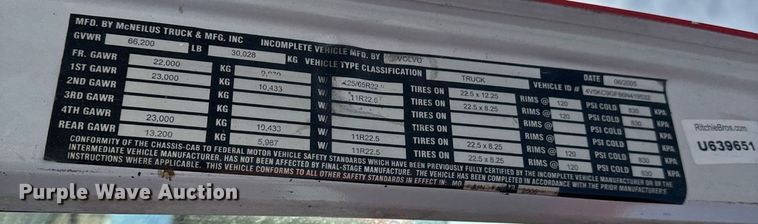 MFD. BY McNEILUS TRUCK & MFG. INC INCOMPLETE VEHICLE MFD. BY VOLVO DATE 06/2005
GVWR 66,200 LB 30,028 KG VEHICLE TYPE CLASSIFICATION TRUCK VEHICLE ID #
FR. GAWR 22,000 KG W/ 425/65R22.5 TIRES ON 22.5 x 12.25 RIMS @ 120 PSI COLD 830 KPA
1ST GAWR 23,000 KG 10,433 W/ 11R22.5 TIRES ON 22.5 x 8.25 RIMS @ 120 PSI COLD 830 KPA
2ND GAWR KG W/ TIRES ON RIMS @ PSI COLD KPA
3RD GAWR KG W/ TIRES ON RIMS @ PSI COLD KPA
4TH GAWR 23,000 KG 10,433 W/ 11R22.5 TIRES ON 22.5 x 8.25 RIMS @ 120 PSI COLD 830 KPA
REAR GAWR 13,200 KG 5,987 W/ 11R22.5 TIRES ON 22.5 x 8.25 RIMS @ 120 PSI COLD 830 KPA
CONFORMITY OF THE CHASSIS-CAB TO FEDERAL MOTOR VEHICLE SAFETY STANDARDS WHICH HAVE BEEN PREVIOUSLY FULLY CERTIFIED BY THE INCOMPLETE VEHICLE MANUFACTURER OR BY THE
INTERMEDIATE VEHICLE MANUFACTURER, HAS NOT BEEN AFFECTED BY FINAL-STAGE MANUFACTURE. THE VEHICLE HAS BEEN COMPLETED IN ACCORDANCE WITH THE PRIOR MANUFACTURER'S
INSTRUCTIONS WHERE APPLICABLE. THIS VEHICLE CONFORMS TO ALL OTHER SAFETY STANDARDS IN EFFECT IN: MO
RitchieBros.com
U639651
Purple Wave Auction